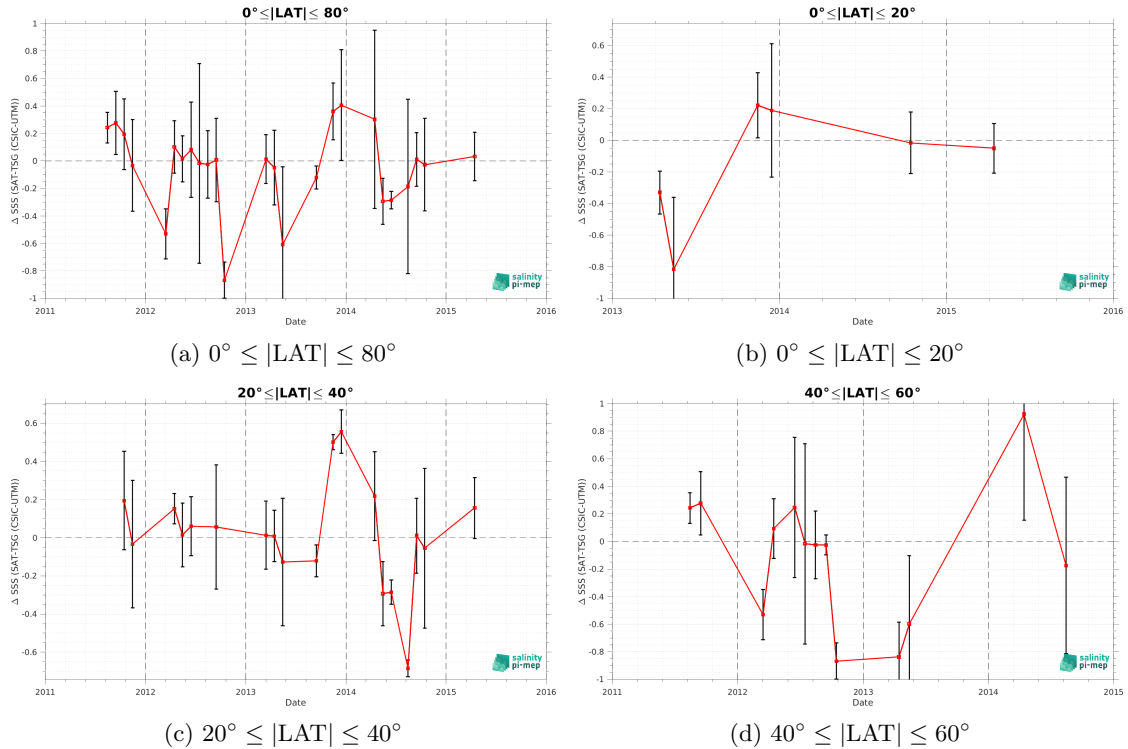 0°≤|LAT|≤ 80°
1
0.8
0.6
0.4
0.2
0
-0.2
-0.4
-0.6
-0.8
-1
Δ SSS (SAT-TSG (CSIC-UTM))
2011
2012
2013
2014
2015
2016
Date
salinity
pi-mep
(a) 0° ≤ |LAT| ≤ 80°
0°≤|LAT|≤ 20°
0.6
0.4
0.2
0
-0.2
-0.4
-0.6
-0.8
-1
Δ SSS (SAT-TSG (CSIC-UTM))
2013
2014
2015
2016
Date
salinity
pi-mep
(b) 0° ≤ |LAT| ≤ 20°
20°≤|LAT|≤ 40°
0.6
0.4
0.2
0
-0.2
-0.4
-0.6
Δ SSS (SAT-TSG (CSIC-UTM))
2011
2012
2013
2014
2015
2016
Date
salinity
pi-mep
(c) 20° ≤ |LAT| ≤ 40°
40°≤|LAT|≤ 60°
1
0.8
0.6
0.4
0.2
0
-0.2
-0.4
-0.6
-0.8
-1
Δ SSS (SAT-TSG (CSIC-UTM))
2011
2012
2013
2014
2015
Date
salinity
pi-mep
(d) 40° ≤ |LAT| ≤ 60°